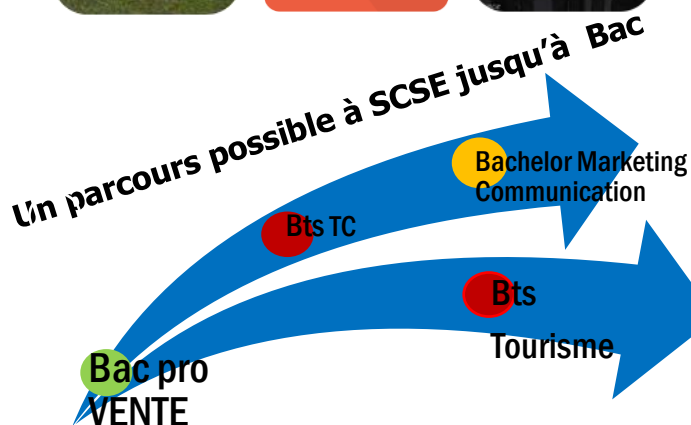 Un parcours possible à SCSE jusqu'à Bac
Bachelor Marketing
Communication
Bts TC
Bts
Tourisme
Bac pro
VENTE